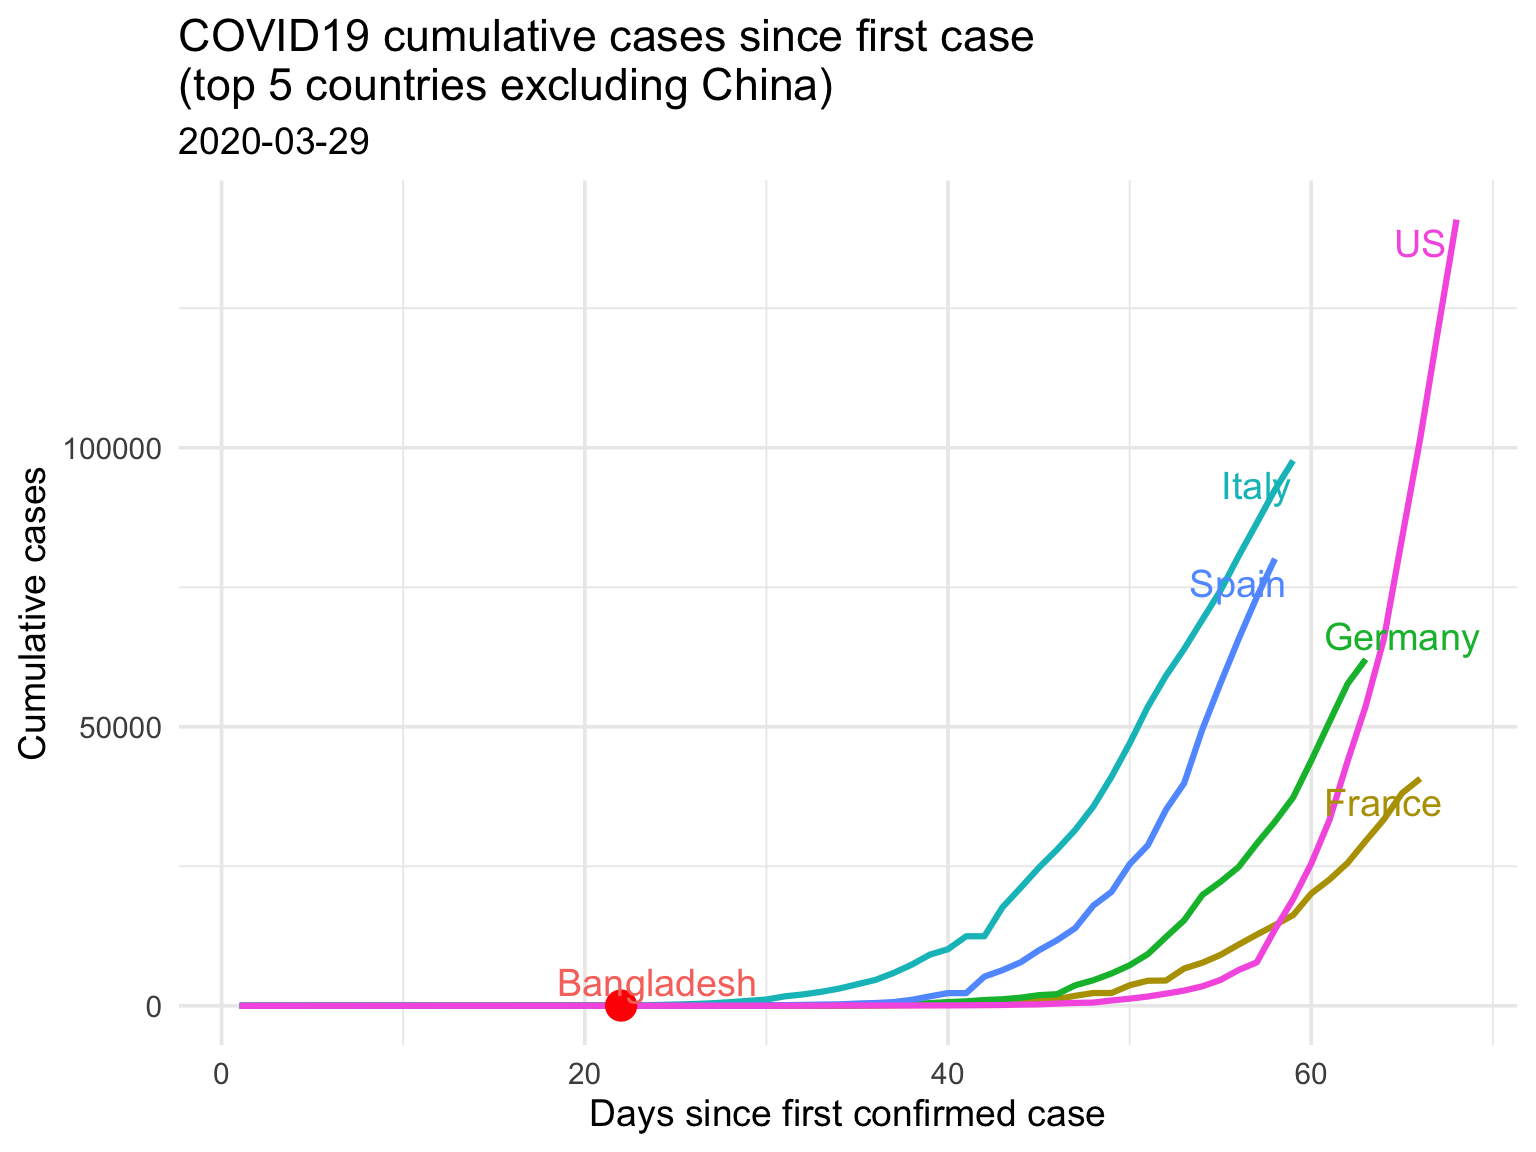 COVID19 cumulative cases since first case
(top 5 countries excluding China)
2020-03-29
US
100000
Italy
Spain
Germany
50000
France
Bangladesh
0
0 20 40 60
Days since first confirmed case
Cumulative cases